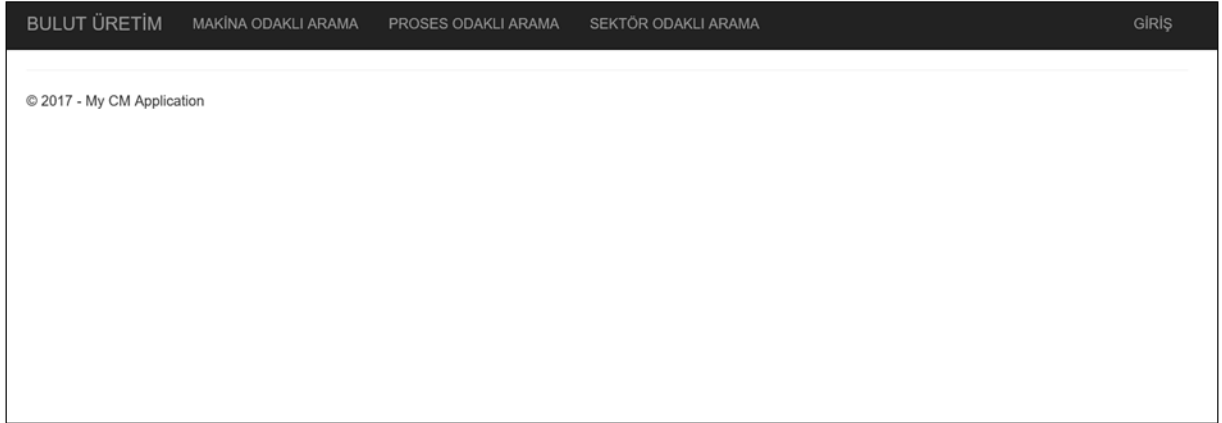 BULUT ÜRETİM MAKİNA ODAKLI ARAMA PROSES ODAKLI ARAMA SEKTÖR ODAKLI ARAMA GİRİŞ
© 2017 - My CM Application